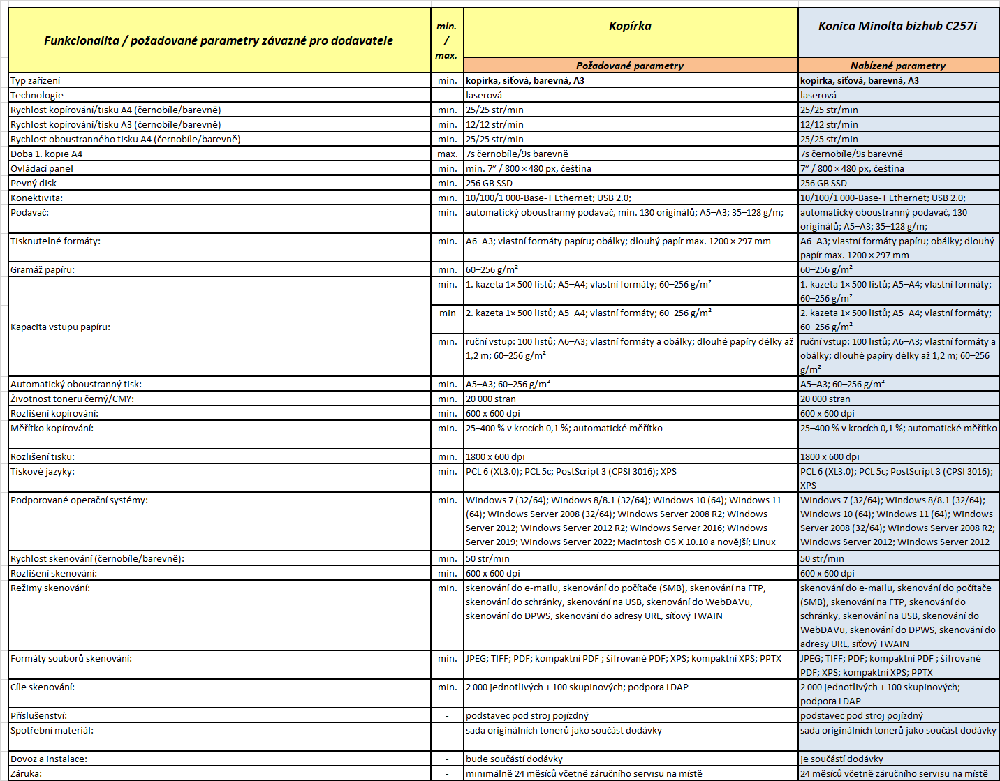 Funkcionalita / požadované parametry závazné pro dodavatele
min.
/
max.
Kopírka
Konica Minolta bizhub C257i
Požadované parametry
Nabízené parametry
Typ zařízení
min.
kopírka, síťová, barevná, A3
kopírka, síťová, barevná, A3
Technologie
laserová
laserová
Rychlost kopírování/tisku A4 (černobíle/barevně)
min.
25/25 str/min
25/25 str/min
Rychlost kopírování/tisku A3 (černobíle/barevně)
min.
12/12 str/min
12/12 str/min
Rychlost oboustranného tisku A4 (černobíle/barevně)
min.
25/25 str/min
25/25 str/min
Doba 1. kopie A4
max.
7s černobíle/9s barevně
7s černobíle/9s barevně
Ovládací panel
min.
min. 7” / 800 × 480 px, čeština
7” / 800 × 480 px, čeština
Pevný disk
min.
256 GB SSD
256 GB SSD
Konektivita:
min.
10/100/1 000-Base-T Ethernet; USB 2.0;
10/100/1 000-Base-T Ethernet; USB 2.0;
Podavač:
min.
automatický oboustranný podavač, min. 130 originálů; A5–A3; 35–128 g/m;
automatický oboustranný podavač, 130
originálů; A5–A3; 35–128 g/m;
Tisknutelné formáty:
min.
A6–A3; vlastní formáty papíru; obálky; dlouhý papír max. 1200 × 297 mm
A6–A3; vlastní formáty papíru; obálky; dlouhý
papír max. 1200 × 297 mm
Gramáž papíru:
min.
60–256 g/m²
60–256 g/m²
Kapacita vstupu papíru:
min.
1. kazeta 1× 500 listů; A5–A4; vlastní formáty; 60–256 g/m²
1. kazeta 1× 500 listů; A5–A4; vlastní formáty;
60–256 g/m²
min
2. kazeta 1× 500 listů; A5–A4; vlastní formáty; 60–256 g/m²
2. kazeta 1× 500 listů; A5–A4; vlastní formáty;
60–256 g/m²
min.
ruční vstup: 100 listů; A6–A3; vlastní formáty a obálky; dlouhé papíry délky až
1,2 m; 60–256 g/m²
ruční vstup: 100 listů; A6–A3; vlastní formáty a
obálky; dlouhé papíry délky až 1,2 m; 60–256
g/m²
Automatický oboustranný tisk:
min.
A5–A3; 60–256 g/m²
A5–A3; 60–256 g/m²
Životnost toneru černý/CMY:
min.
20 000 stran
20 000 stran
Rozlišení kopírování:
min.
600 x 600 dpi
600 x 600 dpi
Měřítko kopírování:
min.
25–400 % v krocích 0,1 %; automatické měřítko
25–400 % v krocích 0,1 %; automatické měřítko
Rozlišení tisku:
min.
1800 x 600 dpi
1800 x 600 dpi
Tiskové jazyky:
min.
PCL 6 (XL3.0); PCL 5c; PostScript 3 (CPSI 3016); XPS
PCL 6 (XL3.0); PCL 5c; PostScript 3 (CPSI 3016);
XPS
Podporované operační systémy:
min.
Windows 7 (32/64); Windows 8/8.1 (32/64); Windows 10 (64); Windows 11
(64); Windows Server 2008 (32/64); Windows Server 2008 R2; Windows
Server 2012; Windows Server 2012 R2; Windows Server 2016; Windows
Server 2019; Windows Server 2022; Macintosh OS X 10.10 a novější; Linux
Windows 7 (32/64); Windows 8/8.1 (32/64);
Windows 10 (64); Windows 11 (64); Windows
Server 2008 (32/64); Windows Server 2008 R2;
Windows Server 2012; Windows Server 2012
Rychlost skenování (černobíle/barevně):
min.
50 str/min
50 str/min
Rozlišení skenování:
min.
600 x 600 dpi
600 x 600 dpi
Režimy skenování:
min.
skenování do e-mailu, skenování do počítače (SMB), skenování na FTP,
skenování do schránky, skenování na USB, skenování do WebDAVu,
skenování do DPWS, skenování do adresy URL, síťový TWAIN
skenování do e-mailu, skenování do počítače
(SMB), skenování na FTP, skenování do
schránky, skenování na USB, skenování do
WebDAVu, skenování do DPWS, skenování do
adresy URL, síťový TWAIN
Formáty souborů skenování:
min.
JPEG; TIFF; PDF; kompaktní PDF ; šifrované PDF; XPS; kompaktní XPS; PPTX
JPEG; TIFF; PDF; kompaktní PDF ; šifrované
PDF; XPS; kompaktní XPS; PPTX
Cíle skenování:
min.
2 000 jednotlivých + 100 skupinových; podpora LDAP
2 000 jednotlivých + 100 skupinových;
podpora LDAP
Příslušenství:
-
podstavec pod stroj pojízdný
podstavec pod stroj pojízdný
Spotřební materiál:
-
sada originálních tonerů jako součást dodávky
sada originálních tonerů jako součást dodávky
Dovoz a instalace:
-
bude součástí dodávky
je součástí dodávky
Záruka:
-
minimálně 24 měsíců včetně záručního servisu na místě
24 měsíců včetně záručního servisu na místě